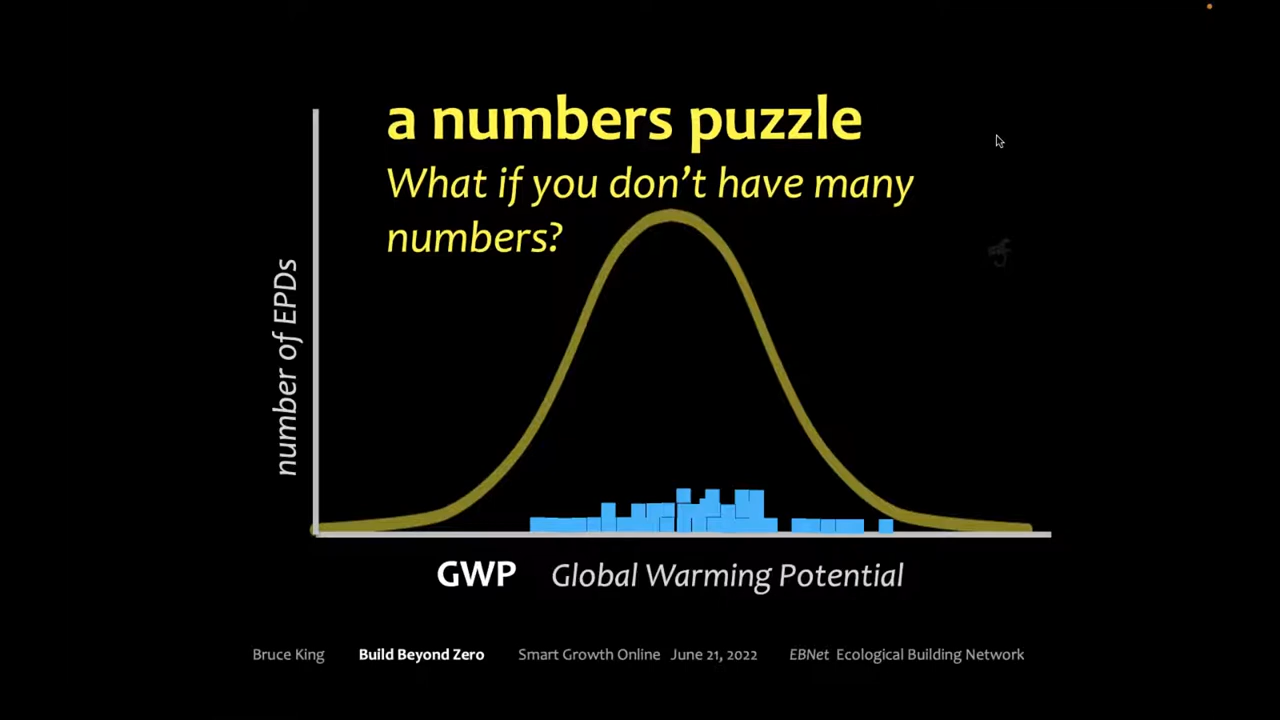 a numbers puzzle
What if you don't have many
numbers?
number of EPDs
GWP Global Warming Potential
Bruce King Build Beyond Zero Smart Growth Online June 21, 2022 EBNet Ecological Building Network